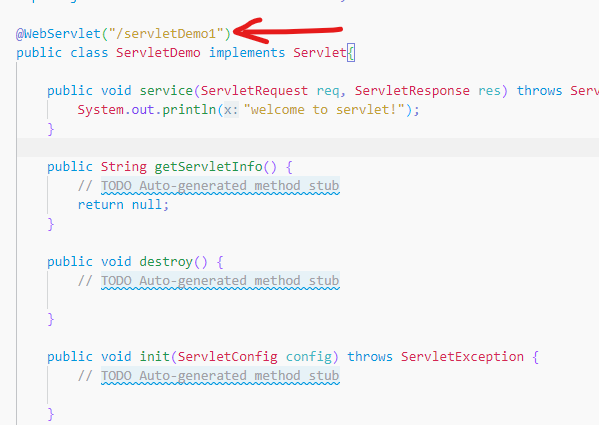 @WebServlet("/servletDemo1")
public class ServletDemo implements Servlet{
public void service(ServletRequest req, ServletResponse res) throws Ser
System.out.println(x: "welcome to servlet!");
}
public String getServletInfo() {
// TODO Auto-generated method stub
return null;
}
public void destroy() {
// TODO Auto-generated method stub
}
public void init(ServletConfig config) throws ServletException {
// TODO Auto-generated method stub
}